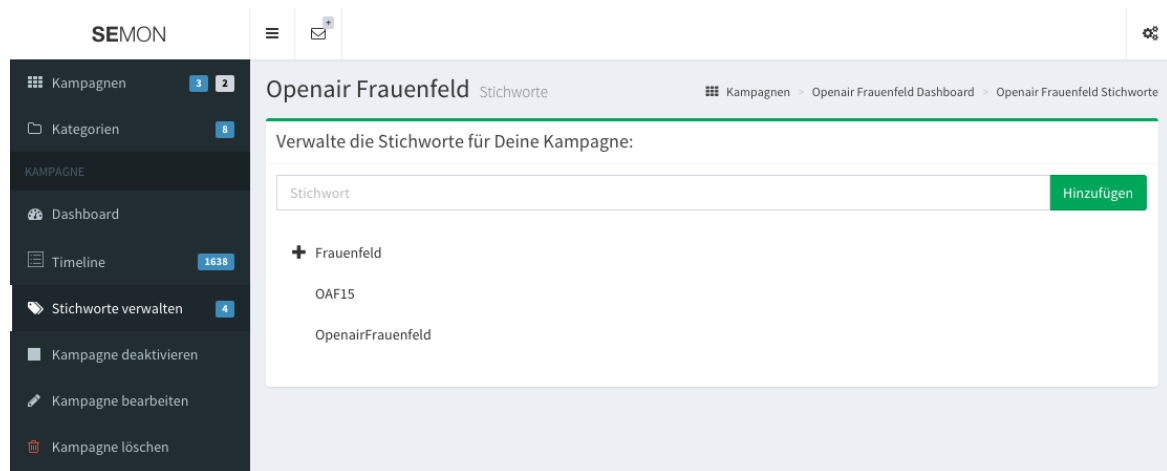 SEMON
+
Kampagnen 3 2
Kategorien 8
KAMPAGNE
Dashboard
Timeline 1638
Stichworte verwalten 4
Kampagne deaktivieren
Kampagne bearbeiten
Kampagne löschen
Openair Frauenfeld Stichworte
Kampagnen > Openair Frauenfeld Dashboard > Openair Frauenfeld Stichworte
Verwalte die Stichworte für Deine Kampagne:
Stichwort Hinzufügen
Frauenfeld
OAF15
OpenairFrauenfeld